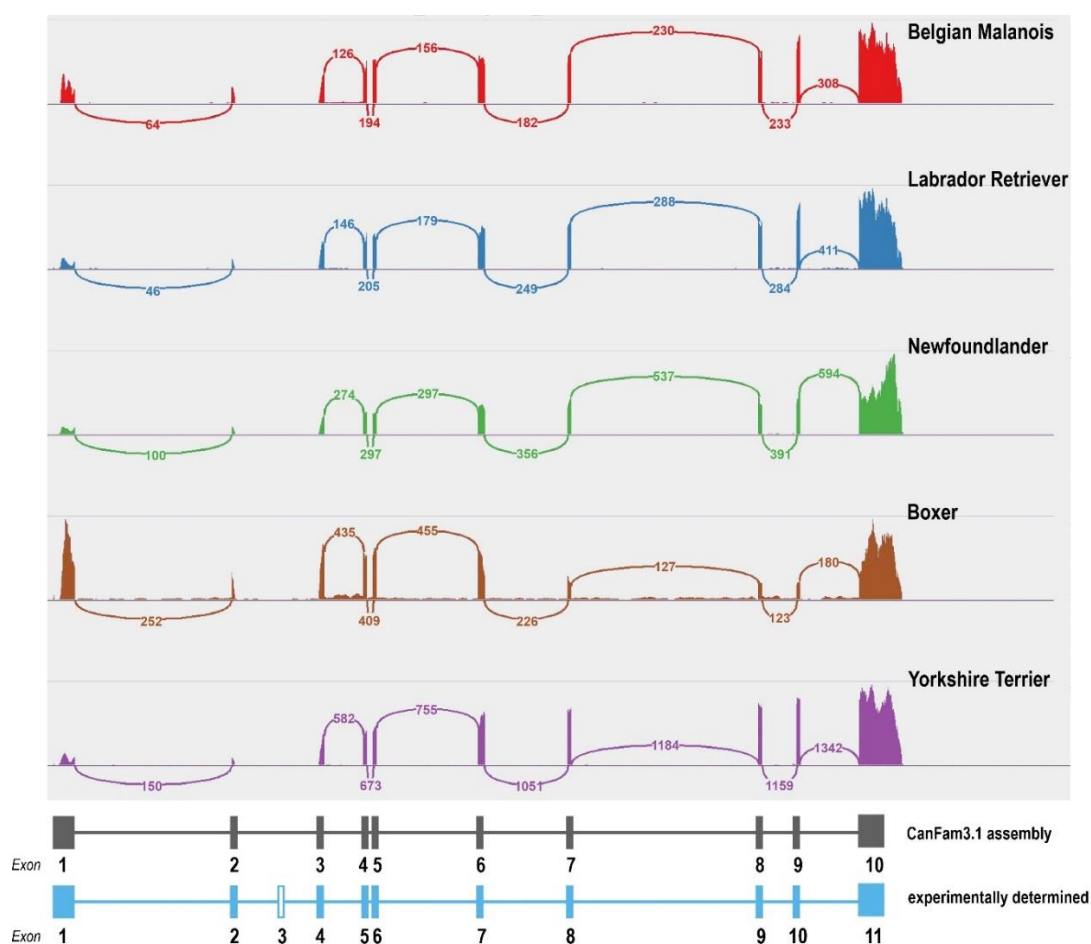 Belgian Malanois
126 156 230 308
64 194 182 233
Labrador Retriever
146 179 288 411
46 205 249 284
Newfoundlander
274 297 537 594
100 297 356 391
Boxer
435 455 127 180
252 409 226 123
Yorkshire Terrier
582 755 1184 1342
150 673 1051 1159
CanFam3.1 assembly
Exon 1 2 3 4 5 6 7 8 9 10
experimentally determined
Exon 1 2 3 4 5 6 7 8 9 10 11